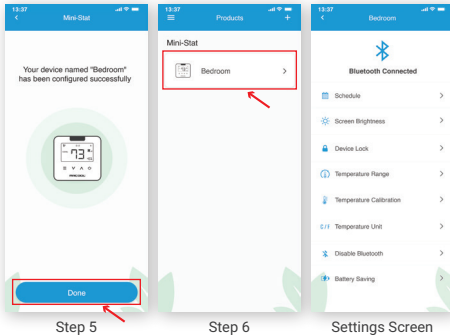 13:37
Mini-Stat
Your device named "Bedroom"
has been configured successfully
73
Done
Step 5
13:37
Products
Mini-Stat
Bedroom
Step 6
13:37
Bedroom
Bluetooth Connected
Schedule
Screen Brightness
Device Lock
Temperature Range
Temperature Calibration
C/F Temperature Unit
Disable Bluetooth
Battery Saving
Settings Screen